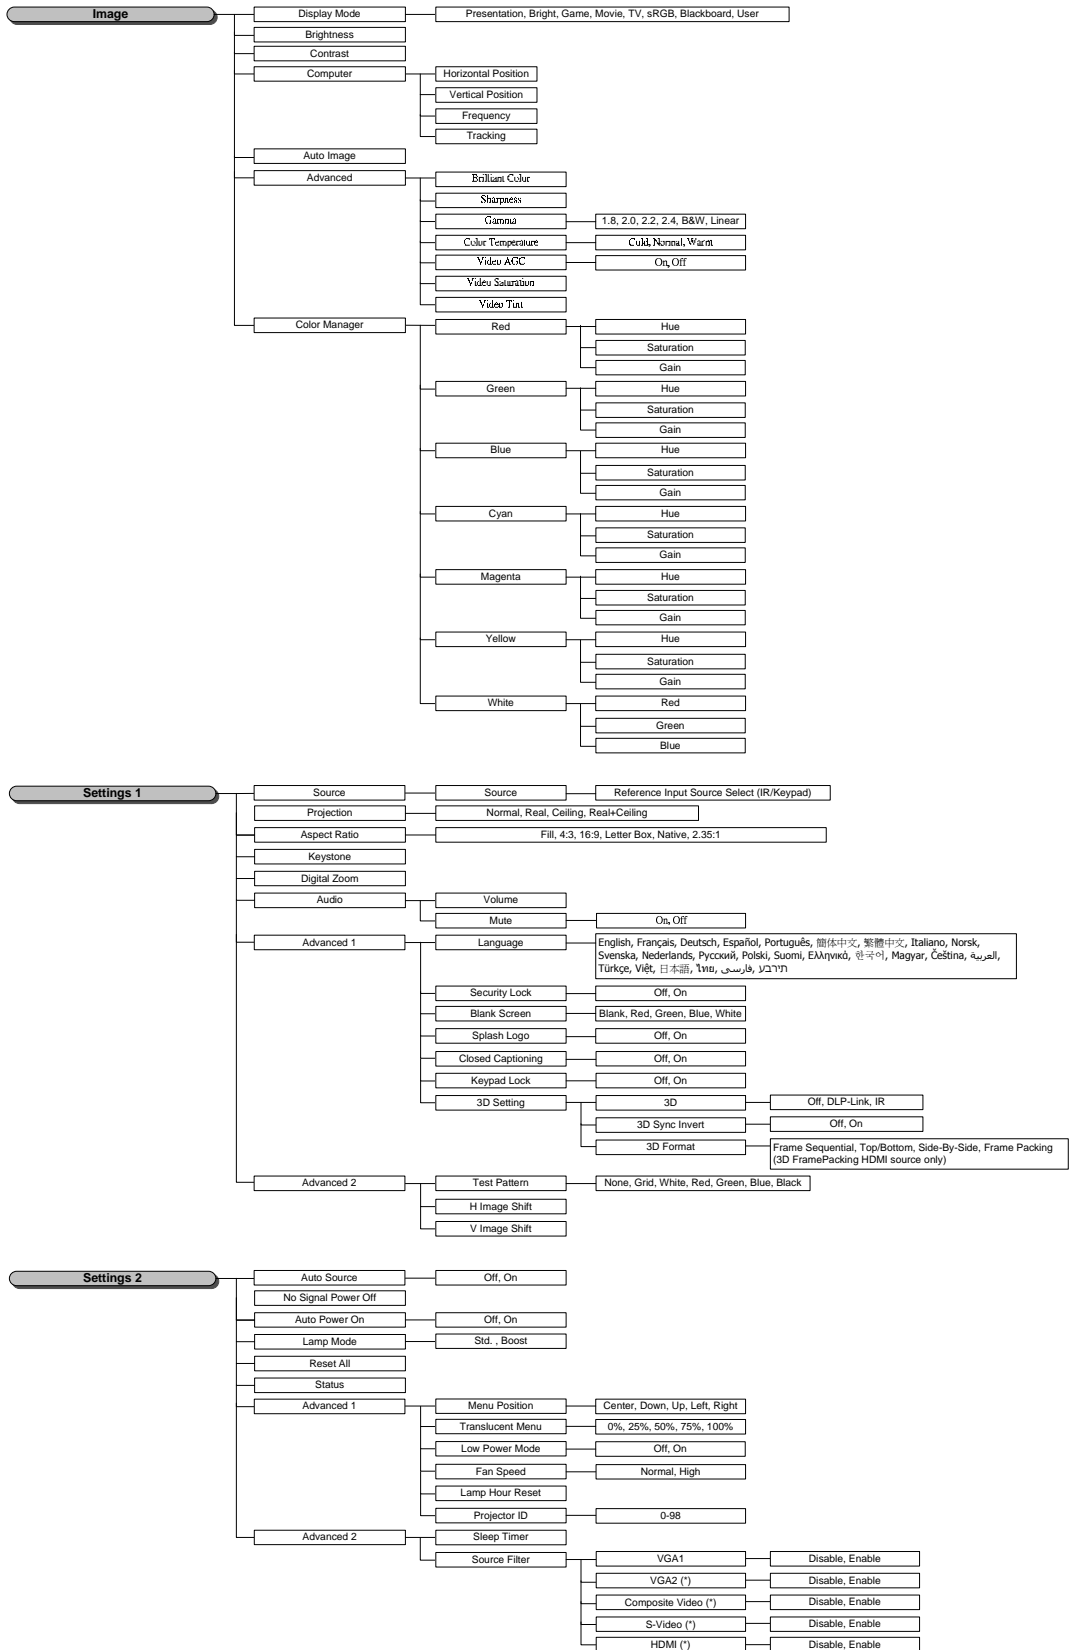 Image
Display Mode
Presentation, Bright, Game, Movie, TV, sRGB, Blackboard, User
Brightness
Contrast
Computer
Horizontal Position
Vertical Position
Frequency
Tracking
Auto Image
Advanced
Brilliant Color
Sharpness
Gamma
1.8, 2.0, 2.2, 2.4, B&W, Linear
Color Temperature
Cold, Normal, Warm
Video AGC
On, Off
Video Saturation
Video Tint
Color Manager
Red
Hue
Saturation
Gain
Green
Hue
Saturation
Gain
Blue
Hue
Saturation
Gain
Cyan
Hue
Saturation
Gain
Magenta
Hue
Saturation
Gain
Yellow
Hue
Saturation
Gain
White
Red
Green
Blue
Settings 1
Source
Source
Reference Input Source Select (IR/Keypad)
Projection
Normal, Real, Ceiling, Real+Ceiling
Aspect Ratio
Fill, 4:3, 16:9, Letter Box, Native, 2.35:1
Keystone
Digital Zoom
Audio
Volume
Mute
On, Off
Advanced 1
Language
English, Français, Deutsch, Español, Português, 簡体中文, 繁體中文, Italiano, Norsk,
Svenska, Nederlands, Русский, Polski, Suomi, Ελληνικά, 한국어, Magyar, Čeština, العربية,
Türkçe, Việt, 日本語, ไทย, فارسی, תירבע
Security Lock
Off, On
Blank Screen
Blank, Red, Green, Blue, White
Splash Logo
Off, On
Closed Captioning
Off, On
Keypad Lock
Off, On
3D Setting
3D
Off, DLP-Link, IR
3D Sync Invert
Off, On
3D Format
Frame Sequential, Top/Bottom, Side-By-Side, Frame Packing
(3D FramePacking HDMI source only)
Advanced 2
Test Pattern
None, Grid, White, Red, Green, Blue, Black
H Image Shift
V Image Shift
Settings 2
Auto Source
Off, On
No Signal Power Off
Auto Power On
Off, On
Lamp Mode
Std. , Boost
Reset All
Status
Advanced 1
Menu Position
Center, Down, Up, Left, Right
Translucent Menu
0%, 25%, 50%, 75%, 100%
Low Power Mode
Off, On
Fan Speed
Normal, High
Lamp Hour Reset
Projector ID
0-98
Advanced 2
Sleep Timer
Source Filter
VGA1
Disable, Enable
VGA2 (*)
Disable, Enable
Composite Video (*)
Disable, Enable
S-Video (*)
Disable, Enable
HDMI (*)
Disable, Enable